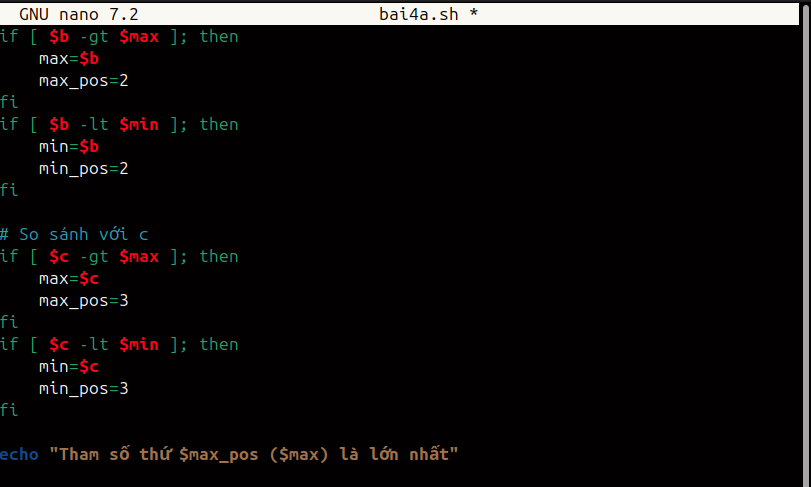 GNU nano 7.2 bai4a.sh *
if [ $b -gt $max ]; then
    max=$b
    max_pos=2
fi
if [ $b -lt $min ]; then
    min=$b
    min_pos=2
fi

# So sánh với c
if [ $c -gt $max ]; then
    max=$c
    max_pos=3
fi
if [ $c -lt $min ]; then
    min=$c
    min_pos=3
fi

echo "Tham số thứ $max_pos ($max) là lớn nhất"